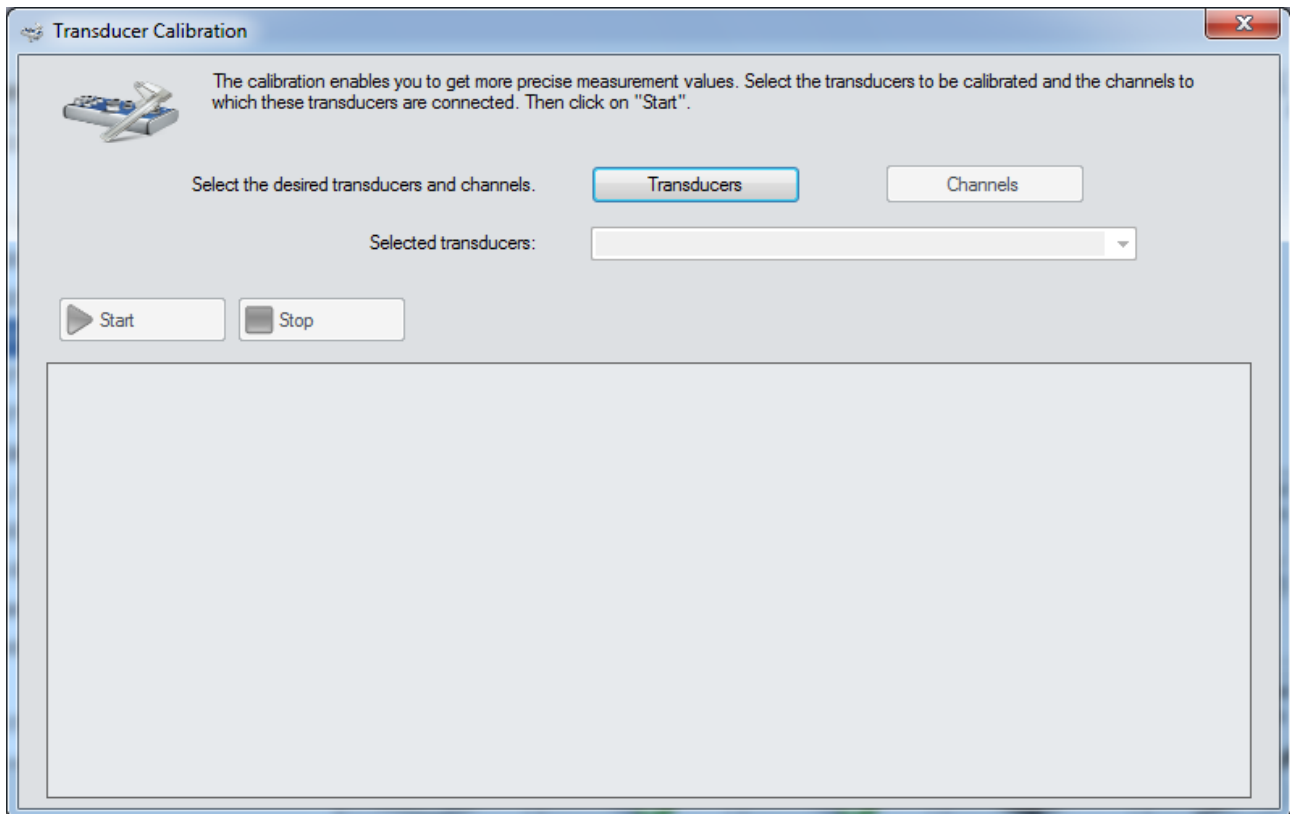 Transducer Calibration
The calibration enables you to get more precise measurement values. Select the transducers to be calibrated and the channels to
which these transducers are connected. Then click on "Start".
Select the desired transducers and channels.
Transducers
Channels
Selected transducers:
Start
Stop